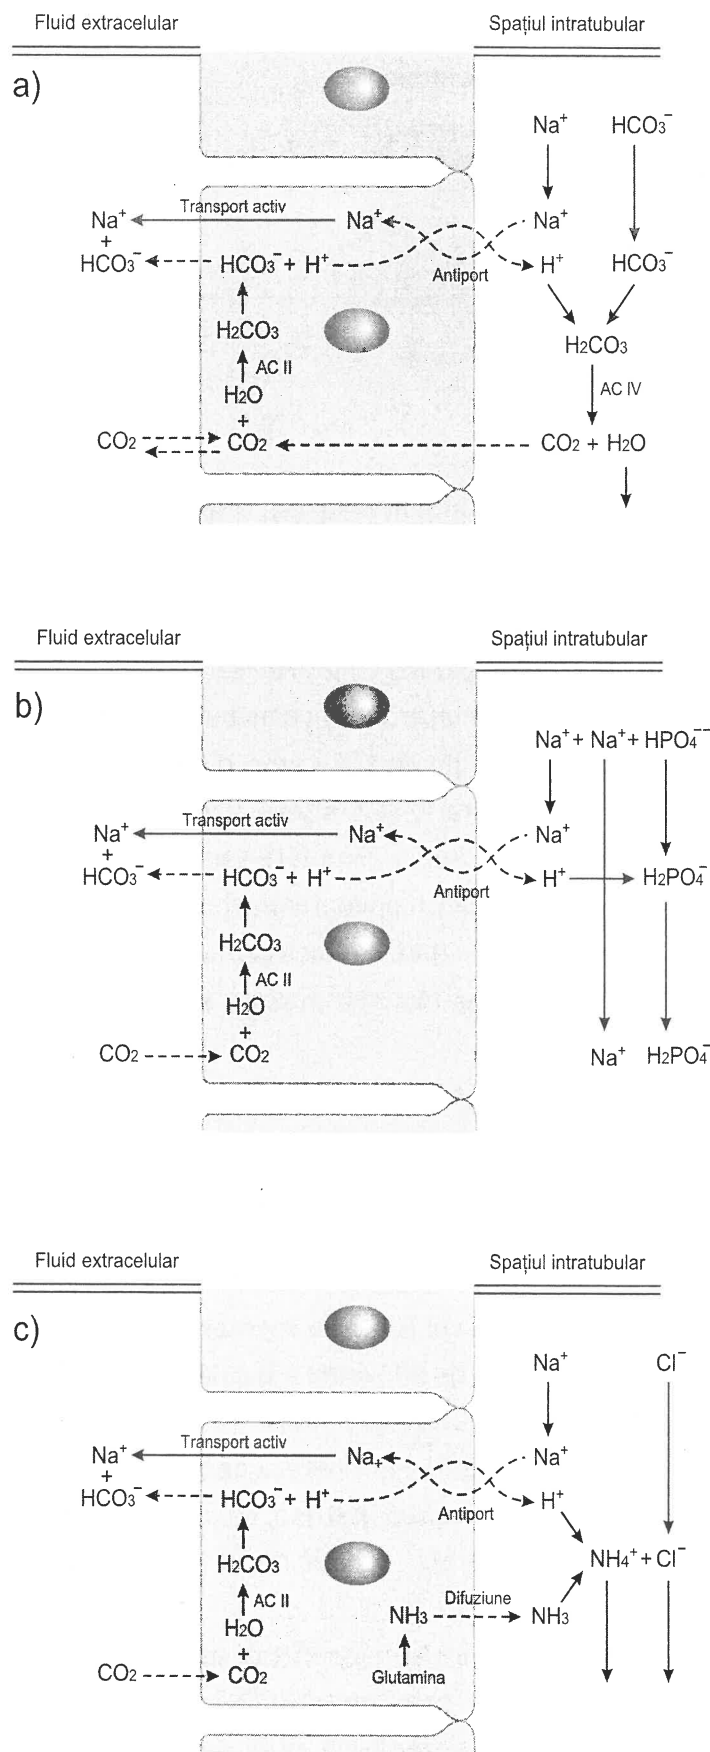 Fluid extracelular Spațiul intratubular
a)
Na⁺ HCO₃⁻
Transport activ
Na⁺ Na⁺ Na⁺
+
HCO₃⁻ HCO₃⁻ + H⁺ Antiport H⁺ HCO₃⁻
H₂CO₃ H₂CO₃
AC II AC IV
H₂O
+
CO₂ CO₂ CO₂ + H₂O
Fluid extracelular Spațiul intratubular
b)
Na⁺ + Na⁺ + HPO₄⁻⁻
Transport activ
Na⁺ Na⁺ Na⁺
+
HCO₃⁻ HCO₃⁻ + H⁺ Antiport H⁺ H₂PO₄⁻
H₂CO₃
AC II
H₂O
+
CO₂ CO₂ Na⁺ H₂PO₄⁻
Fluid extracelular Spațiul intratubular
c)
Na⁺ Cl⁻
Transport activ
Na⁺ Na₊ Na⁺
+
HCO₃⁻ HCO₃⁻ + H⁺ Antiport H⁺
H₂CO₃ NH₄⁺ + Cl⁻
AC II Difuziune
H₂O NH₃ NH₃
+
CO₂ CO₂ Glutamina